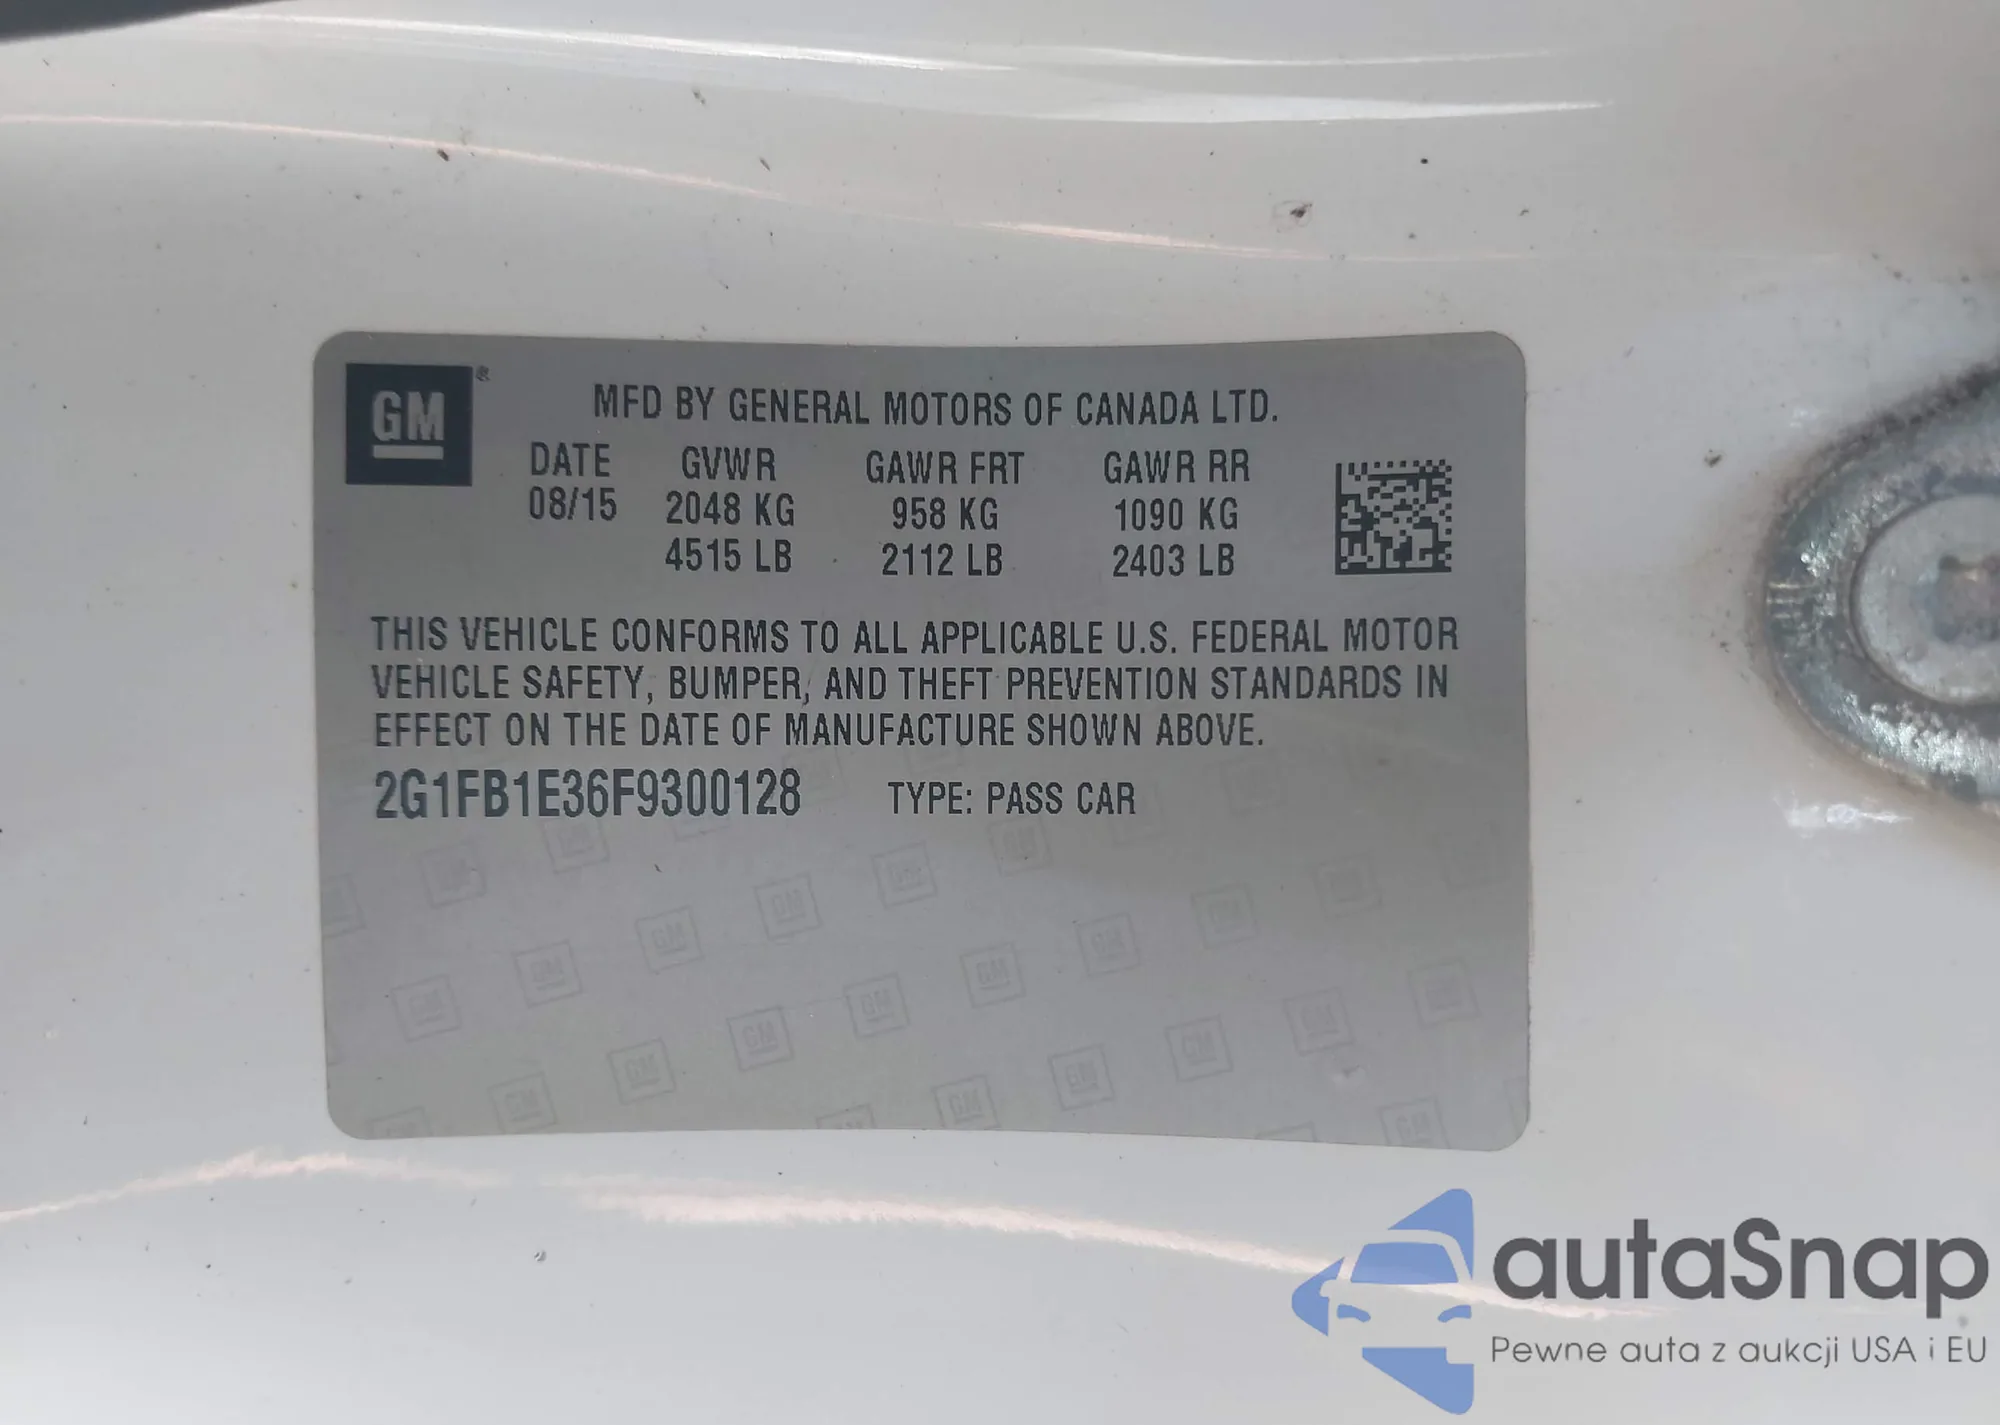 GM®
MFD BY GENERAL MOTORS OF CANADA LTD.
DATE GVWR GAWR FRT GAWR RR
08/15 2048 KG 958 KG 1090 KG
4515 LB 2112 LB 2403 LB
THIS VEHICLE CONFORMS TO ALL APPLICABLE U.S. FEDERAL MOTOR
VEHICLE SAFETY, BUMPER, AND THEFT PREVENTION STANDARDS IN
EFFECT ON THE DATE OF MANUFACTURE SHOWN ABOVE.
2G1FB1E36F9300128 TYPE: PASS CAR
autaSnap
Pewne auta z aukcji USA i EU